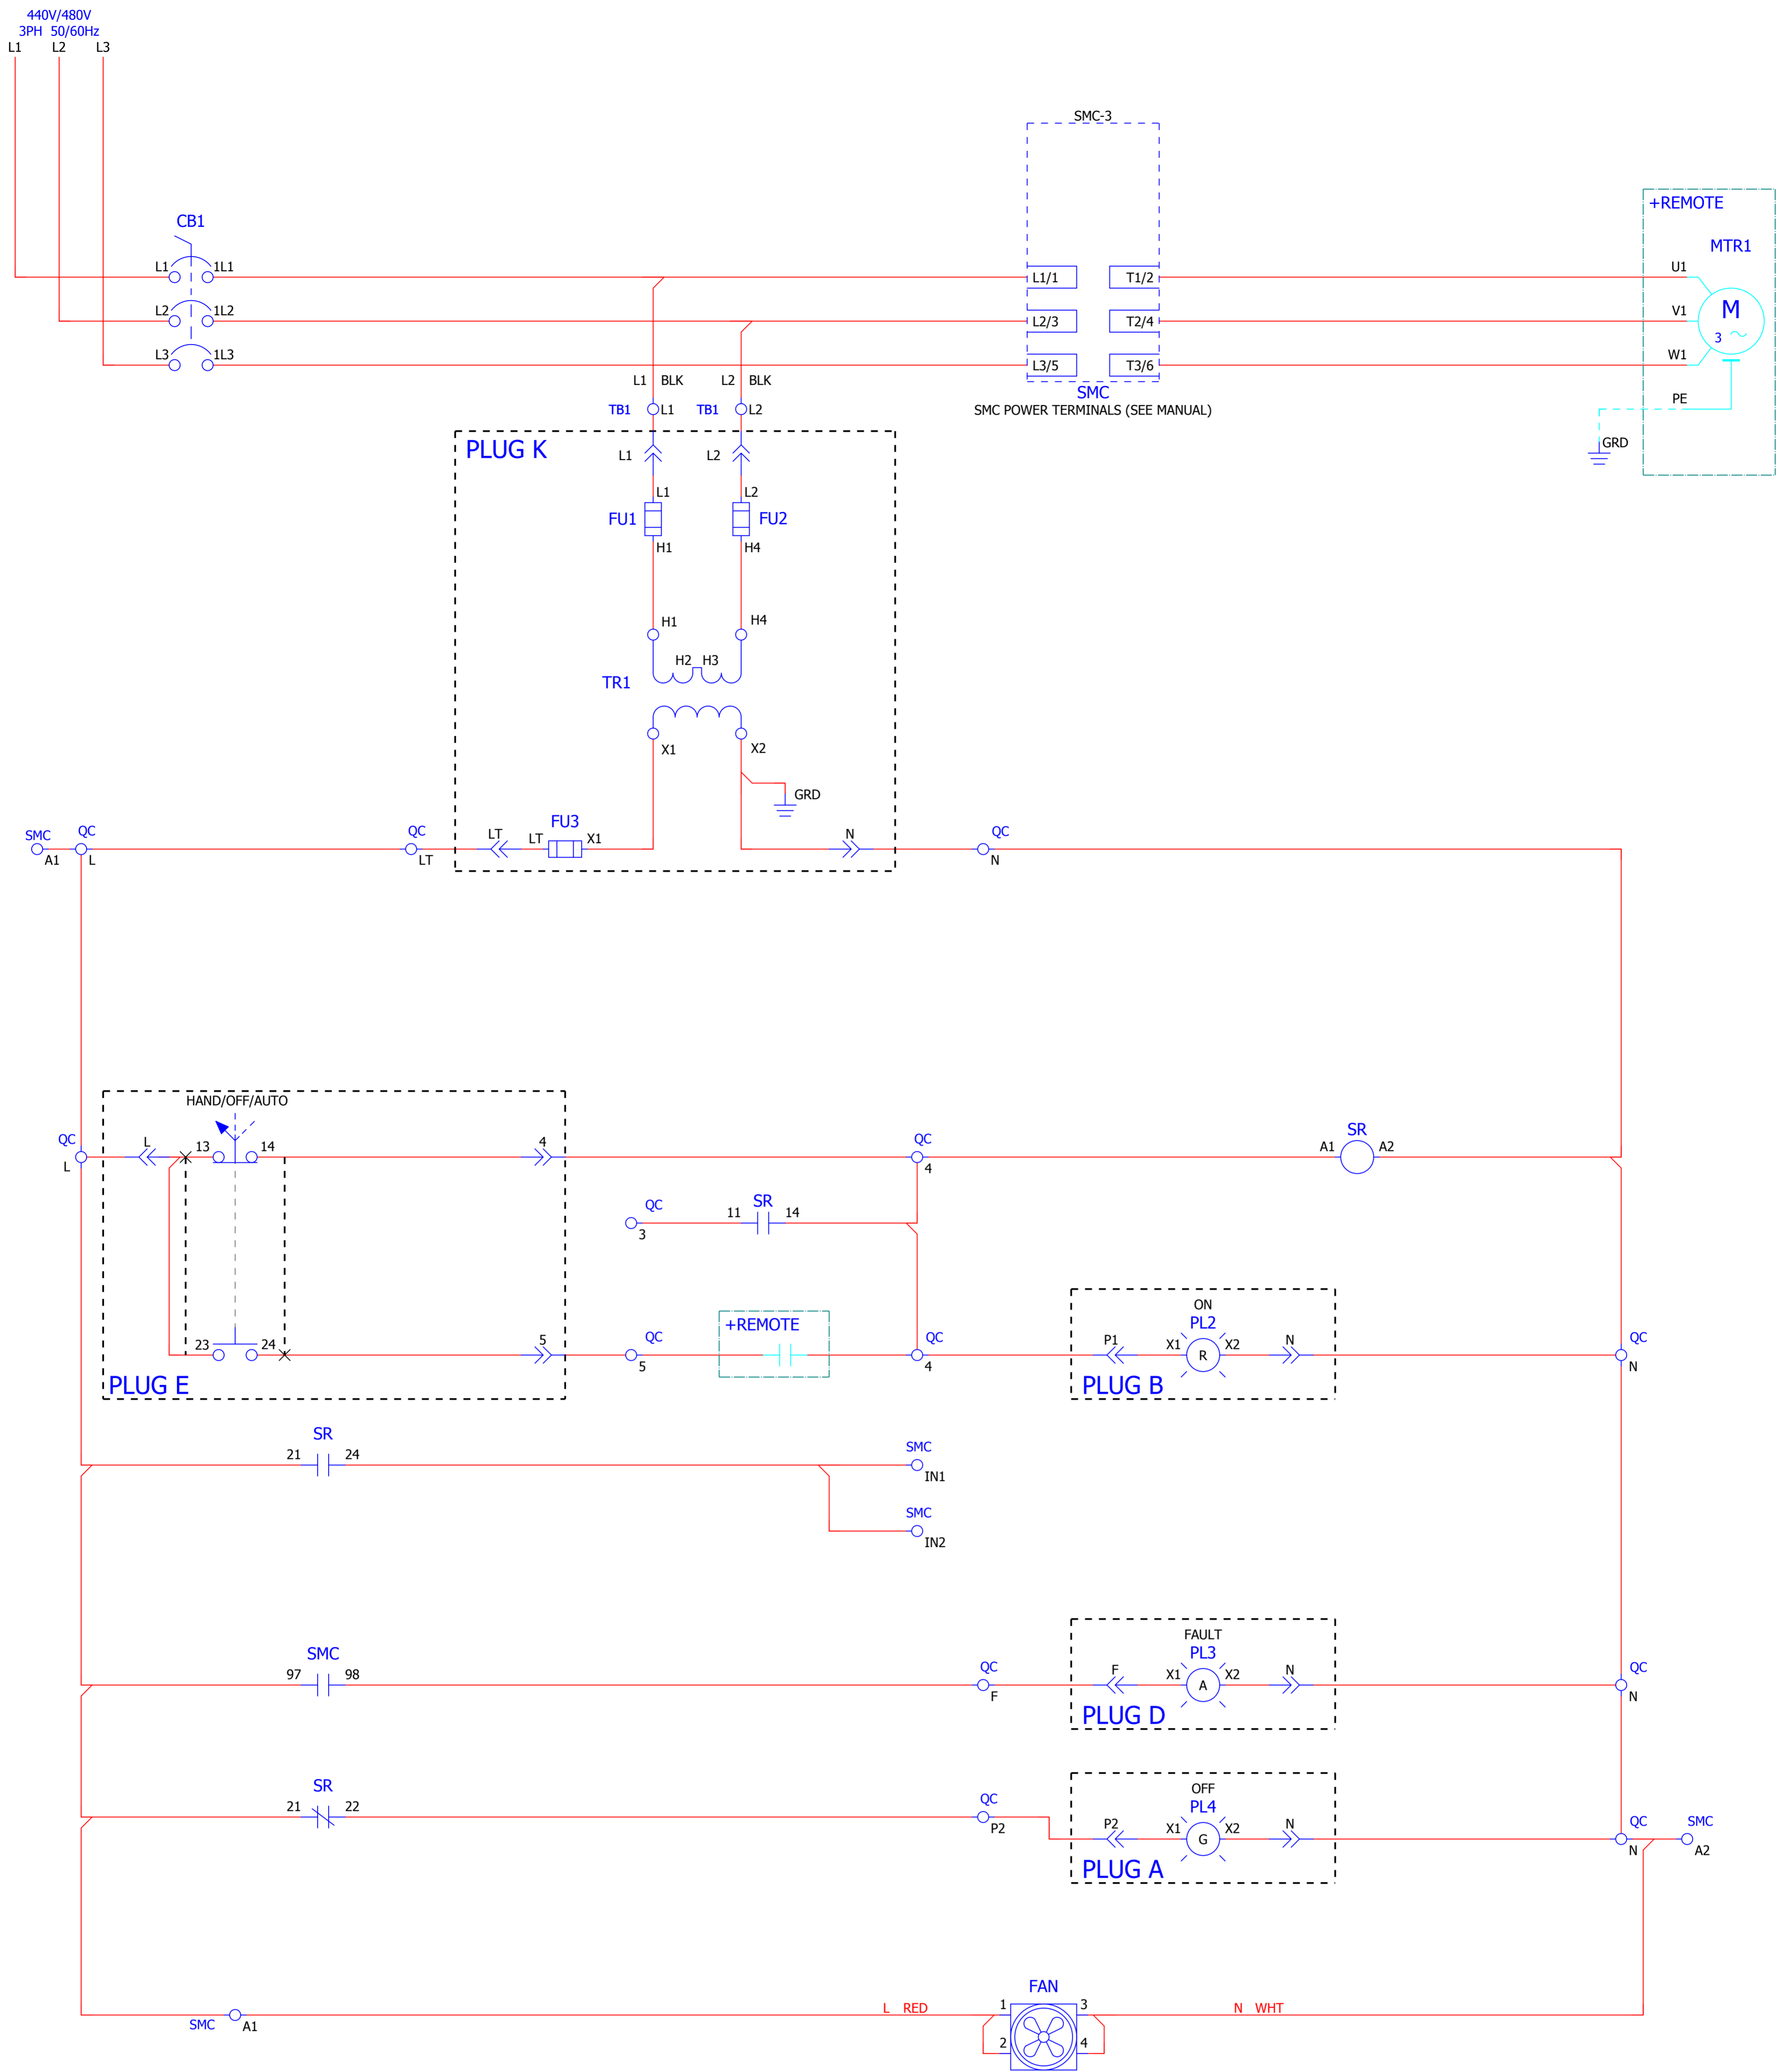 440V/480V
3PH 50/60Hz
L1 L2 L3
SMC-3
+REMOTE
CB1
MTR1
L1 1L1
L1/1 T1/2
U1
L2 1L2
L2/3 T2/4
V1
M
3
L3 1L3
L3/5 T3/6
W1
L1 BLK L2 BLK
SMC
PE
TB1 L1 TB1 L2
SMC POWER TERMINALS (SEE MANUAL)
GRD
PLUG K
L1 L2
L1 L2
FU1 FU2
H1 H4
H1 H4
H2 H3
TR1
X1 X2
GRD
SMC QC QC
FU3
LT LT X1
N
QC
A1 L LT N
HAND/OFF/AUTO
QC
L 13 14 4
QC
SR
A1 A2
L 4
QC
SR
11 14
3
ON
+REMOTE
PL2
23 24 5
QC
QC
P1 X1 R X2 N
QC
5 4 N
PLUG E
PLUG B
SR
21 24
SMC
IN1
SMC
IN2
FAULT
SMC
PL3
97 98
QC
F X1 A X2 N
QC
F N
PLUG D
SR
OFF
21 22
QC
PL4
P2
P2 X1 G X2 N
QC
SMC
N A2
PLUG A
FAN
L RED 1 3 N WHT
SMC A1
2 4